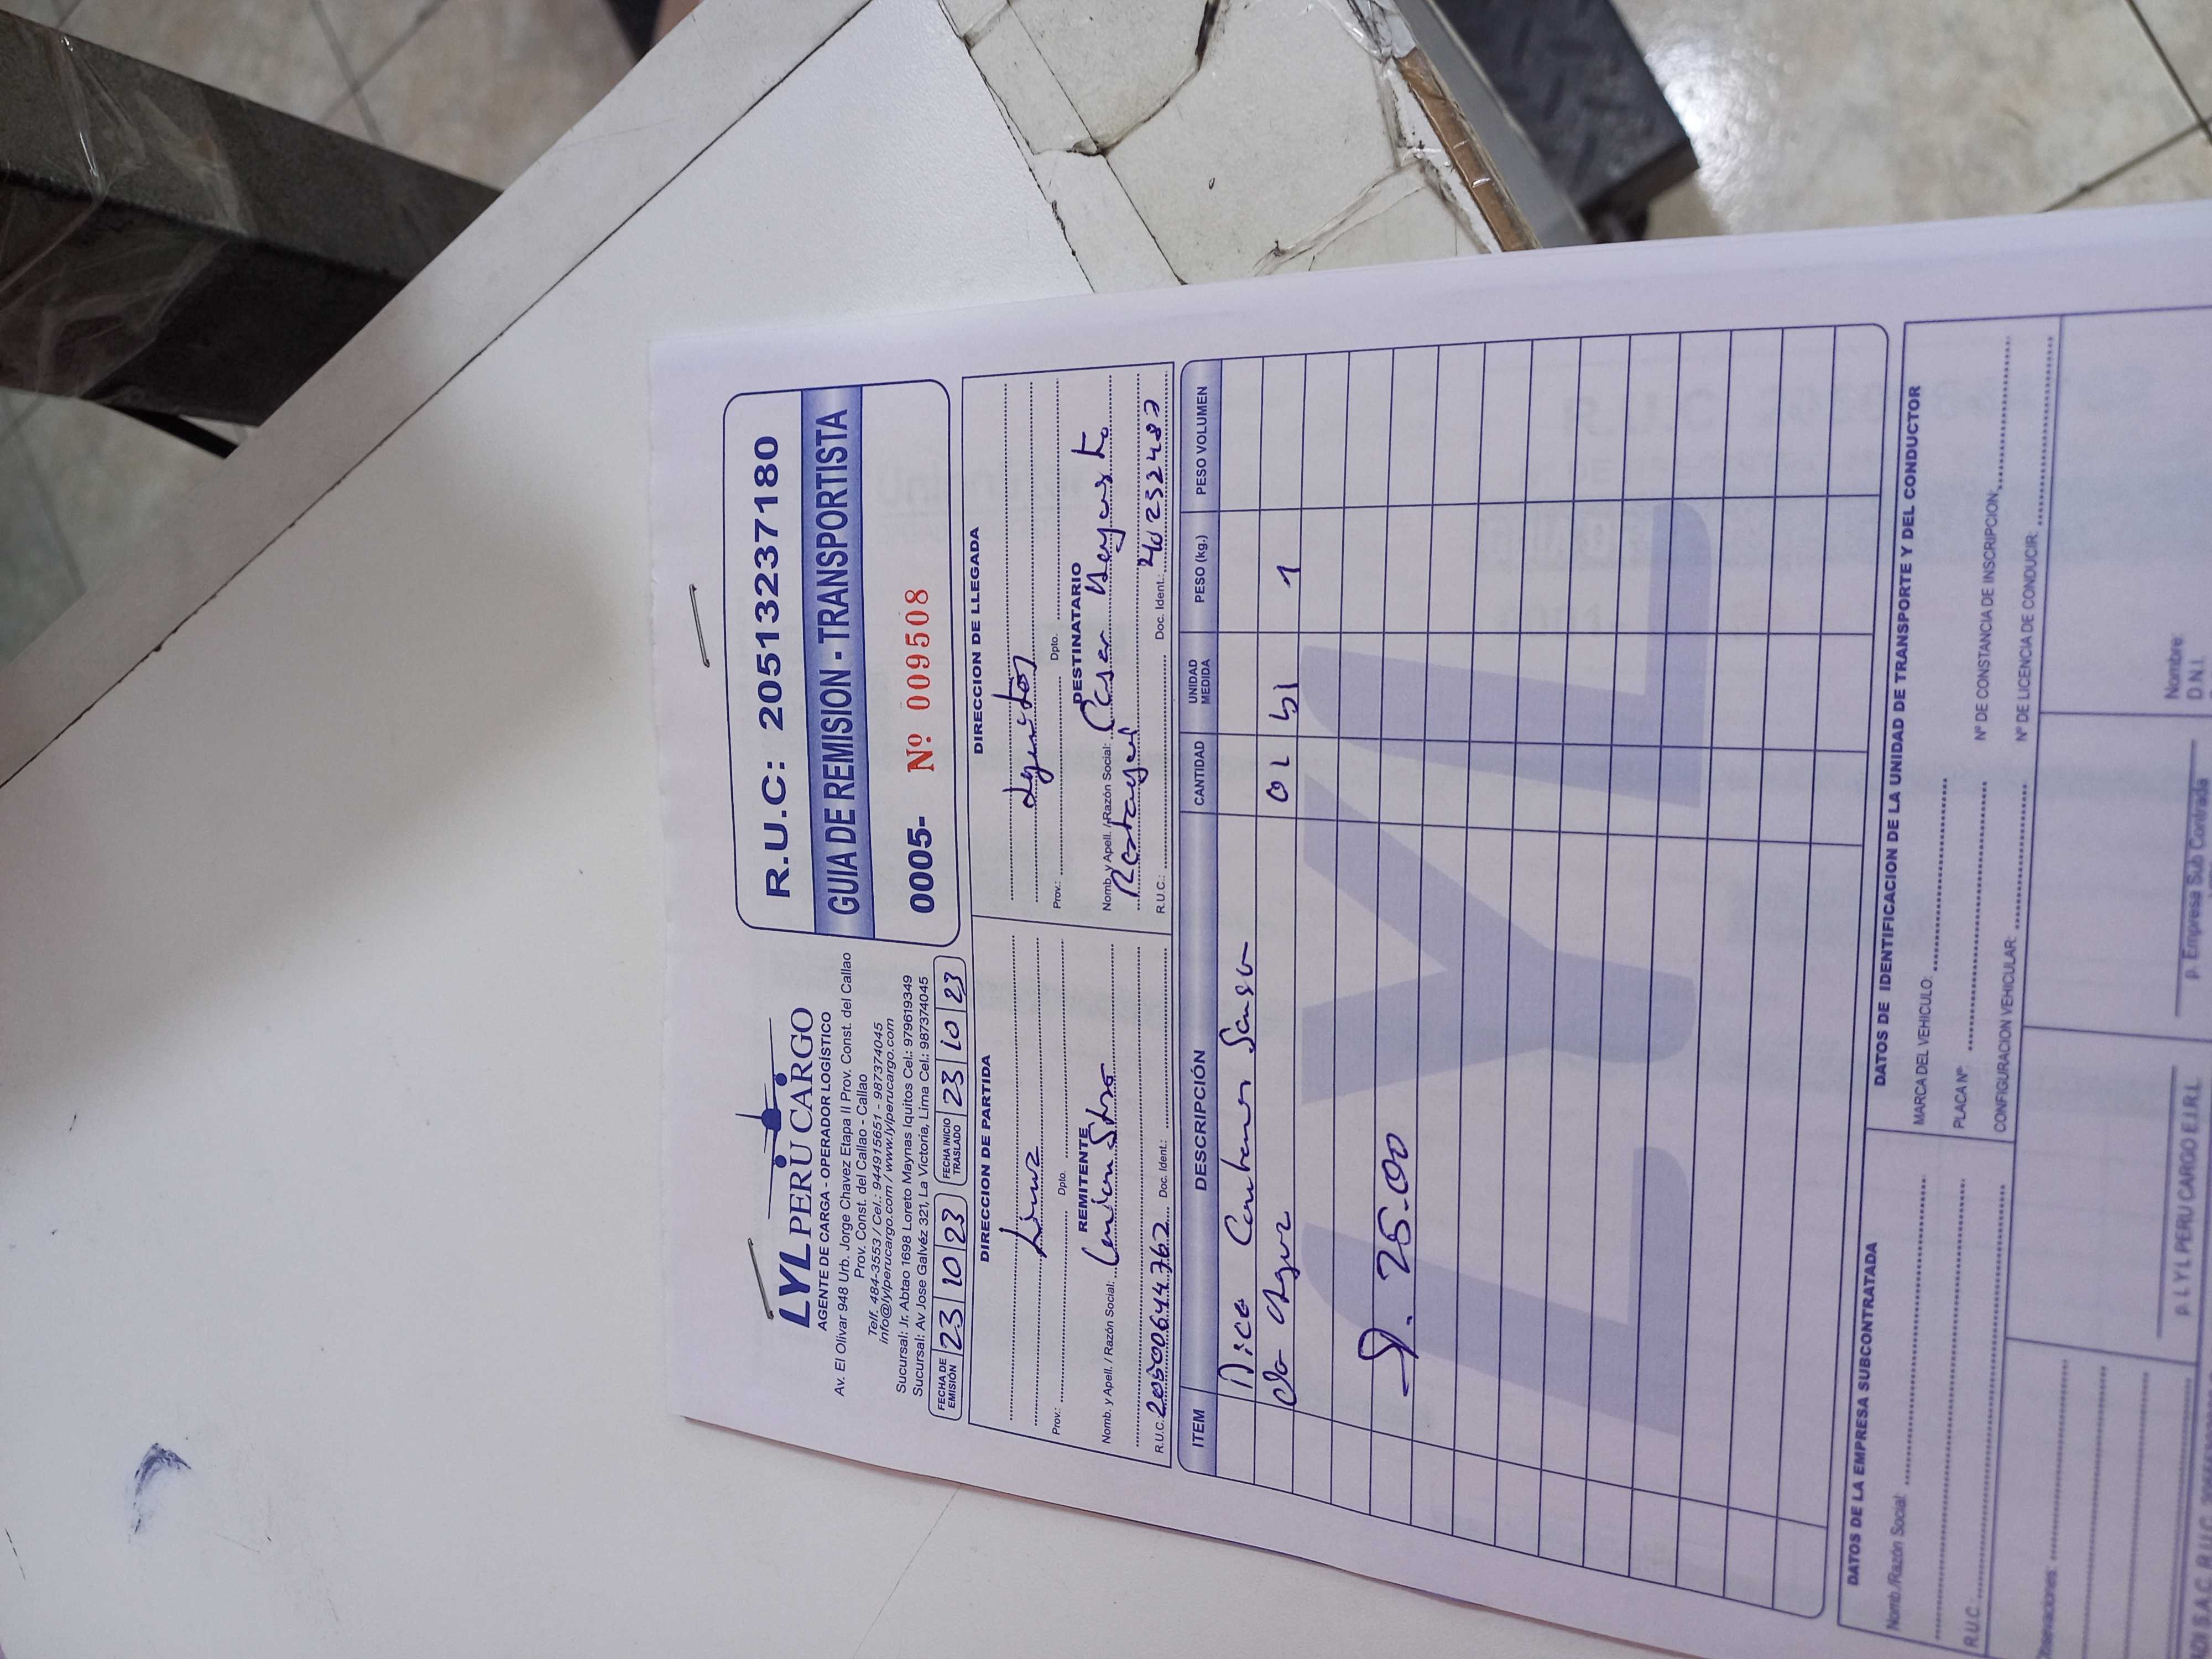 LYL PERÚ CARGO
AGENTE DE CARGA - OPERADOR LOGÍSTICO
Av. El Olivar 948 Urb. Jorge Chavez Etapa II Prov. Const. del Callao
Prov. Const. del Callao - Callao
Telf. 484-3553 / Cel.: 944915651 - 987374045
info@lylperucargo.com / www.lylperucargo.com
Sucursal: Jr. Abtao 1698 Loreto Maynas Iquitos Cel.: 979619349
Sucursal: Av Jose Galvéz 321, La Victoria, Lima Cel.: 987374045
R.U.C: 20513237180
GUIA DE REMISION - TRANSPORTISTA
0005- Nº 009508
FECHA DE EMISIÓN 23 10 23 FECHA INICIO TRASLADO 23 10 23
DIRECCION DE PARTIDA
Lima
Prov.: Dpto.
REMITENTE
Nomb. y Apell. / Razón Social:
R.U.C. 20500644762 Doc. Ident.:
DIRECCION DE LLEGADA
Iquitos
Prov.: Dpto.
DESTINATARIO
Nomb. y Apell. / Razón Social: Cesar
R.U.C.: Doc. Ident.:
ITEM DESCRIPCIÓN CANTIDAD UNIDAD MEDIDA PESO (kg.) PESO VOLUMEN
Dice Contener
de Agua 01 1
25.00
LYL
DATOS DE LA EMPRESA SUBCONTRATADA
Nomb./Razón Social:
R.U.C.
DATOS DE IDENTIFICACION DE LA UNIDAD DE TRANSPORTE Y DEL CONDUCTOR
MARCA DEL VEHICULO:
PLACA Nº
CONFIGURACION VEHICULAR:
Nº DE CONSTANCIA DE INSCRIPCION:
Nº DE LICENCIA DE CONDUCIR:
p. L Y L PERU CARGO E.I.R.L.
p. Empresa Sub Contrada
Nombre:
D.N.I.